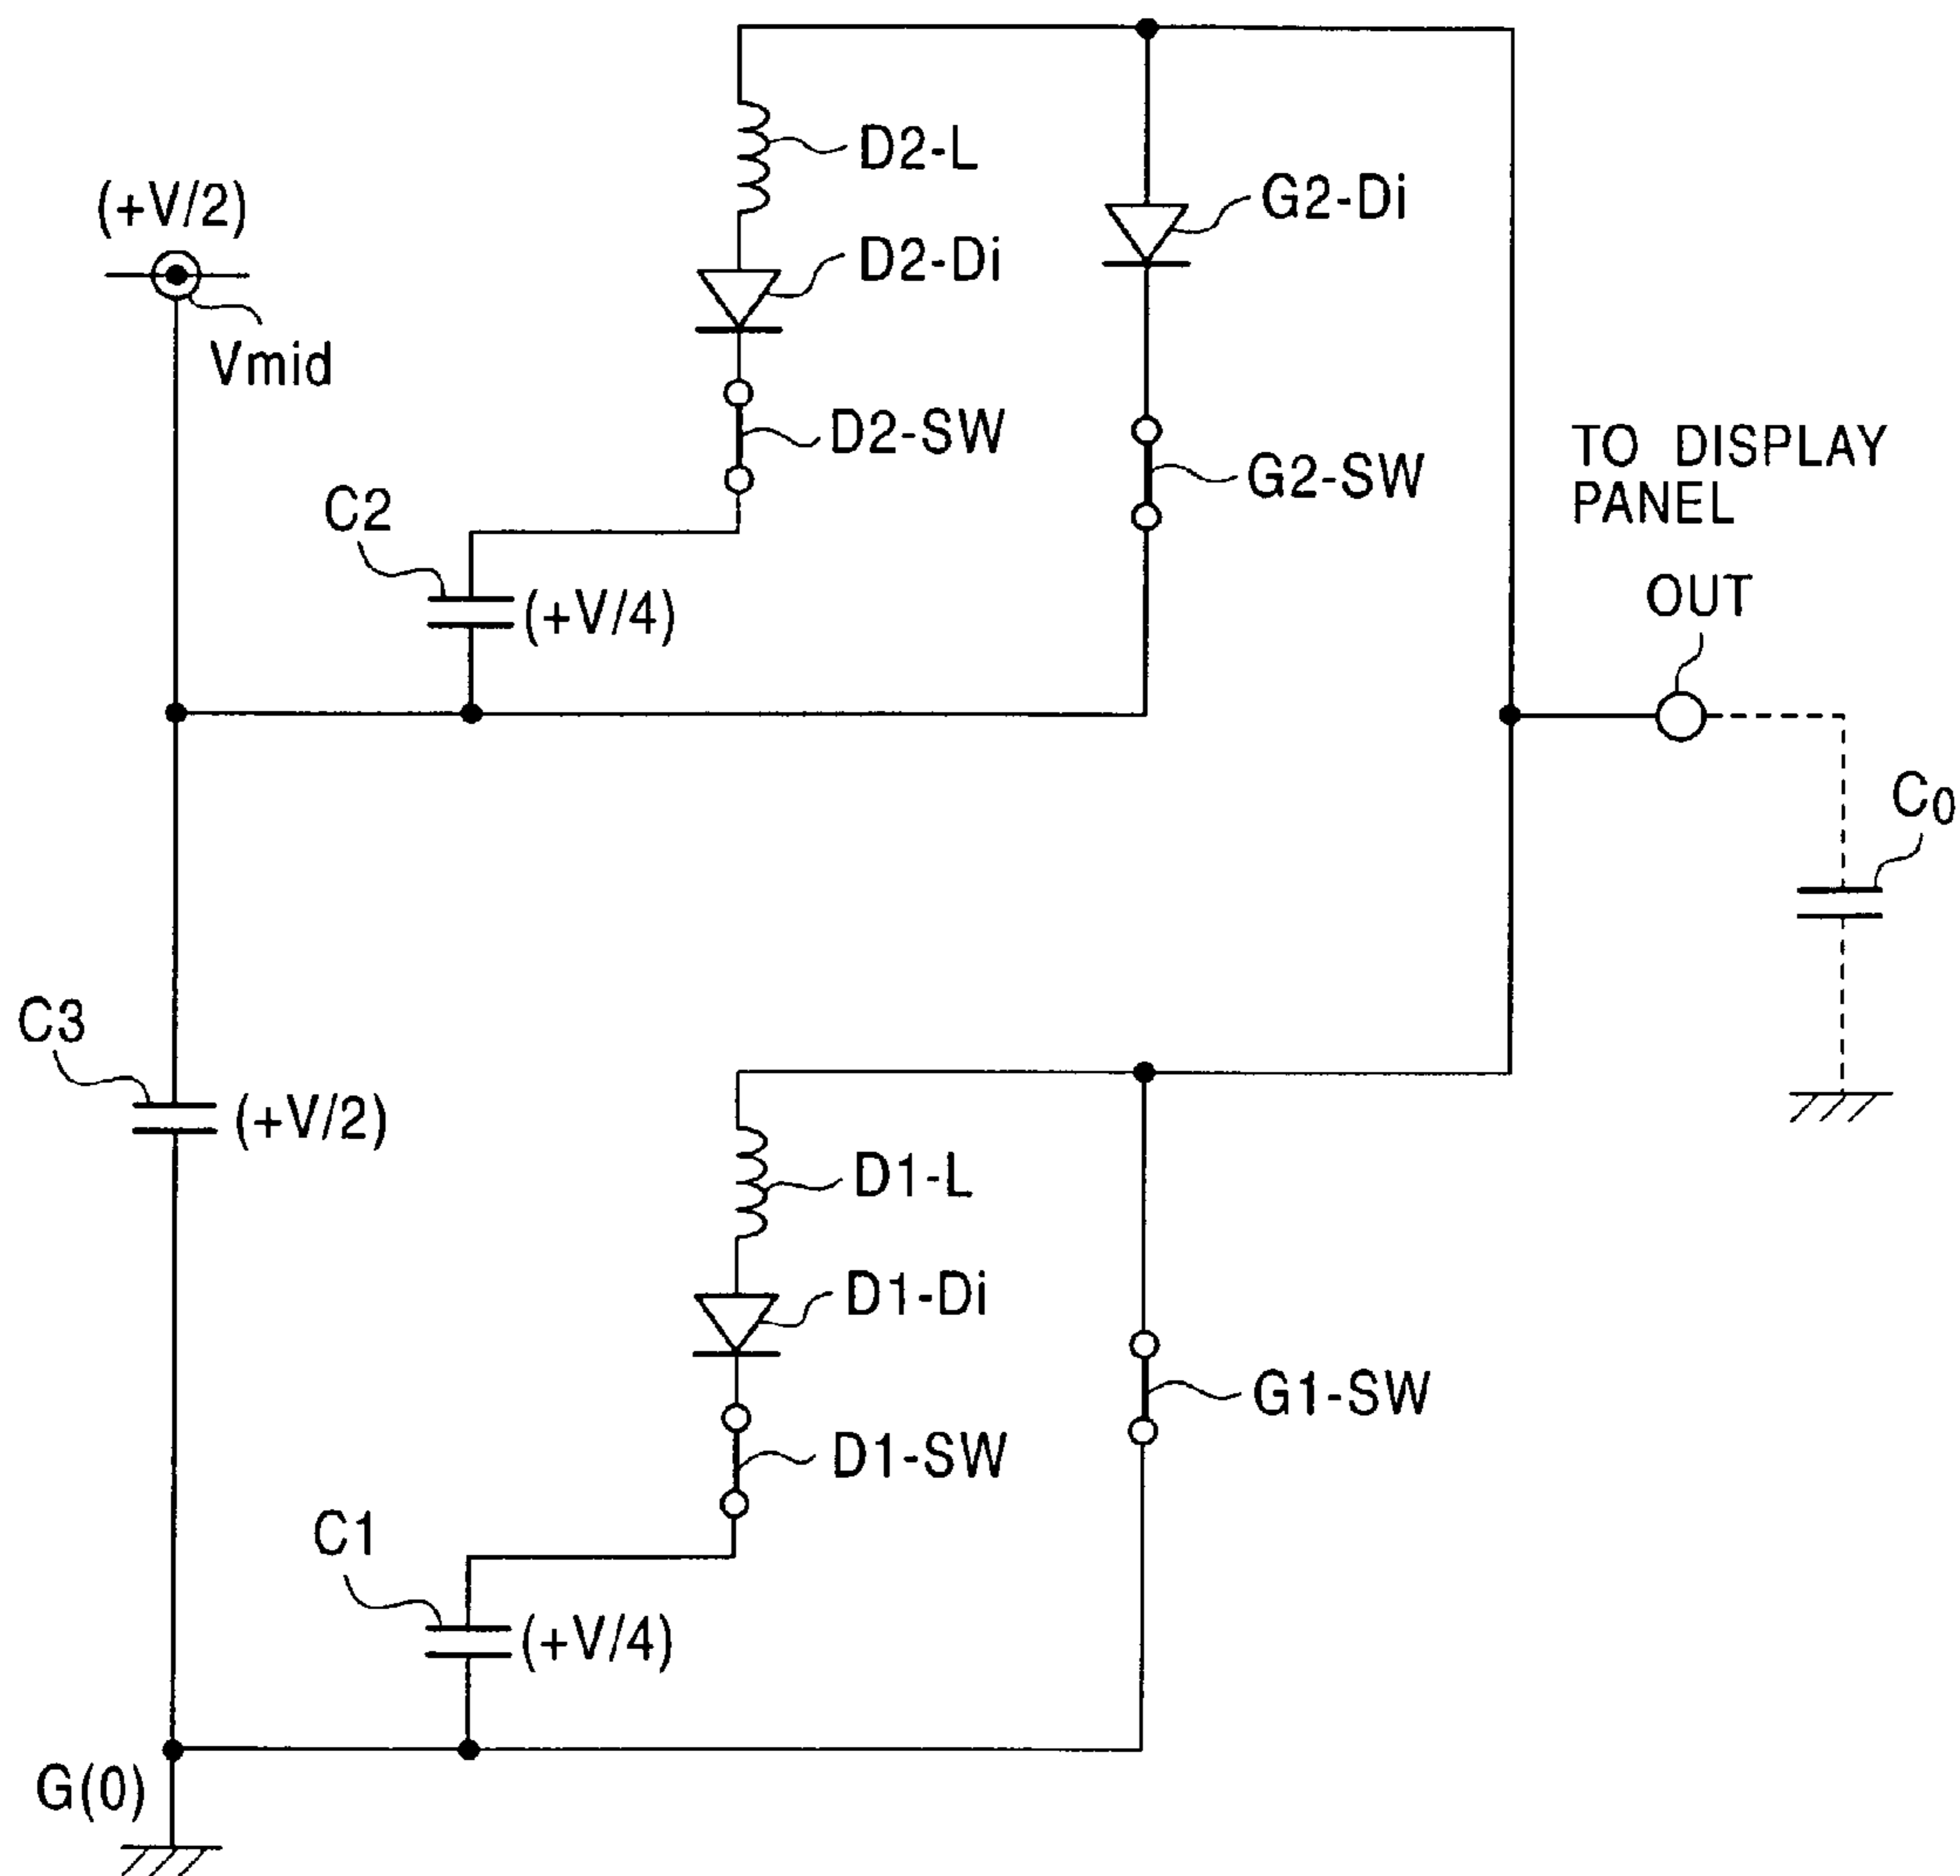 D2-L
(+V/2)
G2-Di
D2-Di
Vmid
D2-SW
TO DISPLAY
PANEL
G2-SW
C2
OUT
(+V/4)
C0
C3
(+V/2)
D1-L
D1-Di
G1-SW
D1-SW
C1
(+V/4)
G(0)